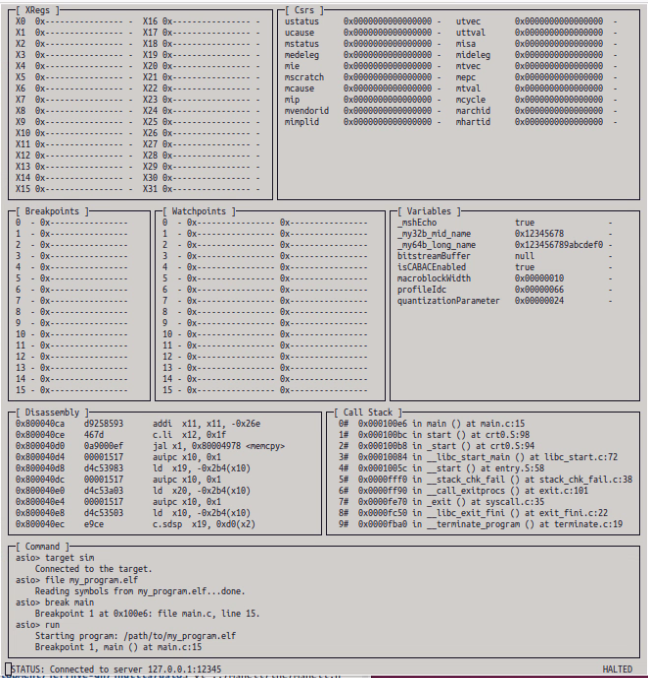 [ XRegs ]
X0 0x---------------- - X16 0x---------------- -
X1 0x---------------- - X17 0x---------------- -
X2 0x---------------- - X18 0x---------------- -
X3 0x---------------- - X19 0x---------------- -
X4 0x---------------- - X20 0x---------------- -
X5 0x---------------- - X21 0x---------------- -
X6 0x---------------- - X22 0x---------------- -
X7 0x---------------- - X23 0x---------------- -
X8 0x---------------- - X24 0x---------------- -
X9 0x---------------- - X25 0x---------------- -
X10 0x---------------- - X26 0x---------------- -
X11 0x---------------- - X27 0x---------------- -
X12 0x---------------- - X28 0x---------------- -
X13 0x---------------- - X29 0x---------------- -
X14 0x---------------- - X30 0x---------------- -
X15 0x---------------- - X31 0x---------------- -
[ Csrs ]
ustatus 0x0000000000000000 - utvec 0x0000000000000000 -
ucause 0x0000000000000000 - uttval 0x0000000000000000 -
mstatus 0x0000000000000000 - misa 0x0000000000000000 -
medeleg 0x0000000000000000 - mideleg 0x0000000000000000 -
mie 0x0000000000000000 - mtvec 0x0000000000000000 -
mscratch 0x0000000000000000 - mepc 0x0000000000000000 -
mcause 0x0000000000000000 - mtval 0x0000000000000000 -
mip 0x0000000000000000 - mcycle 0x0000000000000000 -
mvendorid 0x0000000000000000 - marchid 0x0000000000000000 -
mimplid 0x0000000000000000 - mhartid 0x0000000000000000 -
[ Breakpoints ]
0 - 0x----------------
1 - 0x----------------
2 - 0x----------------
3 - 0x----------------
4 - 0x----------------
5 - 0x----------------
6 - 0x----------------
7 - 0x----------------
8 - 0x----------------
9 - 0x----------------
10 - 0x----------------
11 - 0x----------------
12 - 0x----------------
13 - 0x----------------
14 - 0x----------------
15 - 0x----------------
[ Watchpoints ]
0 - 0x---------------- 0x----------------
1 - 0x---------------- 0x----------------
2 - 0x---------------- 0x----------------
3 - 0x---------------- 0x----------------
4 - 0x---------------- 0x----------------
5 - 0x---------------- 0x----------------
6 - 0x---------------- 0x----------------
7 - 0x---------------- 0x----------------
8 - 0x---------------- 0x----------------
9 - 0x---------------- 0x----------------
10 - 0x---------------- 0x----------------
11 - 0x---------------- 0x----------------
12 - 0x---------------- 0x----------------
13 - 0x---------------- 0x----------------
14 - 0x---------------- 0x----------------
15 - 0x---------------- 0x----------------
[ Variables ]
_mshEcho true -
_my32b_mid_name 0x12345678 -
_my64b_long_name 0x123456789abcdef0 -
bitstreamBuffer null -
isCABACEnabled true -
macroblockWidth 0x00000010 -
profileIdc 0x00000066 -
quantizationParameter 0x00000024 -
[ Disassembly ]
0x800040ca d9258593 addi x11, x11, -0x26e
0x800040ce 467d c.li x12, 0x1f
0x800040d0 0a9000ef jal x1, 0x80004978 <memcpy>
0x800040d4 00001517 auipc x10, 0x1
0x800040d8 d4c53983 ld x19, -0x2b4(x10)
0x800040dc 00001517 auipc x10, 0x1
0x800040e0 d4c53a03 ld x20, -0x2b4(x10)
0x800040e4 00001517 auipc x10, 0x1
0x800040e8 d4c53503 ld x10, -0x2b4(x10)
0x800040ec e9ce c.sdsp x19, 0xd0(x2)
[ Call Stack ]
0# 0x000100e6 in main () at main.c:15
1# 0x000100bc in start () at crt0.S:98
2# 0x000100b8 in _start () at crt0.S:94
3# 0x00010084 in __libc_start_main () at libc_start.c:72
4# 0x0001005c in __start () at entry.S:58
5# 0x0000fff0 in __stack_chk_fail () at stack_chk_fail.c:38
6# 0x0000ff90 in __call_exitprocs () at exit.c:101
7# 0x0000fe70 in _exit () at syscall.c:35
8# 0x0000fc50 in __libc_exit_fini () at exit_fini.c:22
9# 0x0000fba0 in __terminate_program () at terminate.c:19
[ Command ]
asio> target sim
Connected to the target.
asio> file my_program.elf
Reading symbols from my_program.elf...done.
asio> break main
Breakpoint 1 at 0x100e6: file main.c, line 15.
asio> run
Starting program: /path/to/my_program.elf
Breakpoint 1, main () at main.c:15
STATUS: Connected to server 127.0.0.1:12345 HALTED